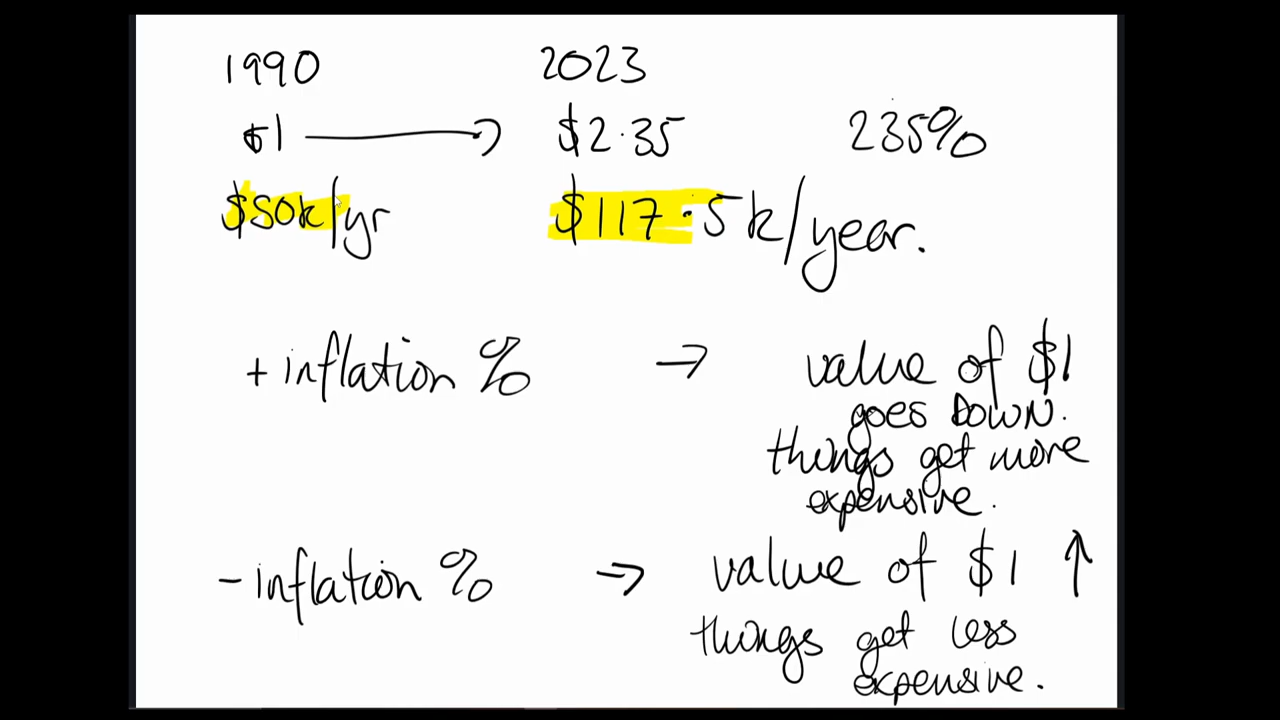 1990 2023
$1 → $2.35 235%
$50k/yr $117.5k/year.
+ inflation % → value of $1
goes DOWN.
things get more
expensive.
- inflation % → value of $1 ↑
things get less
expensive.